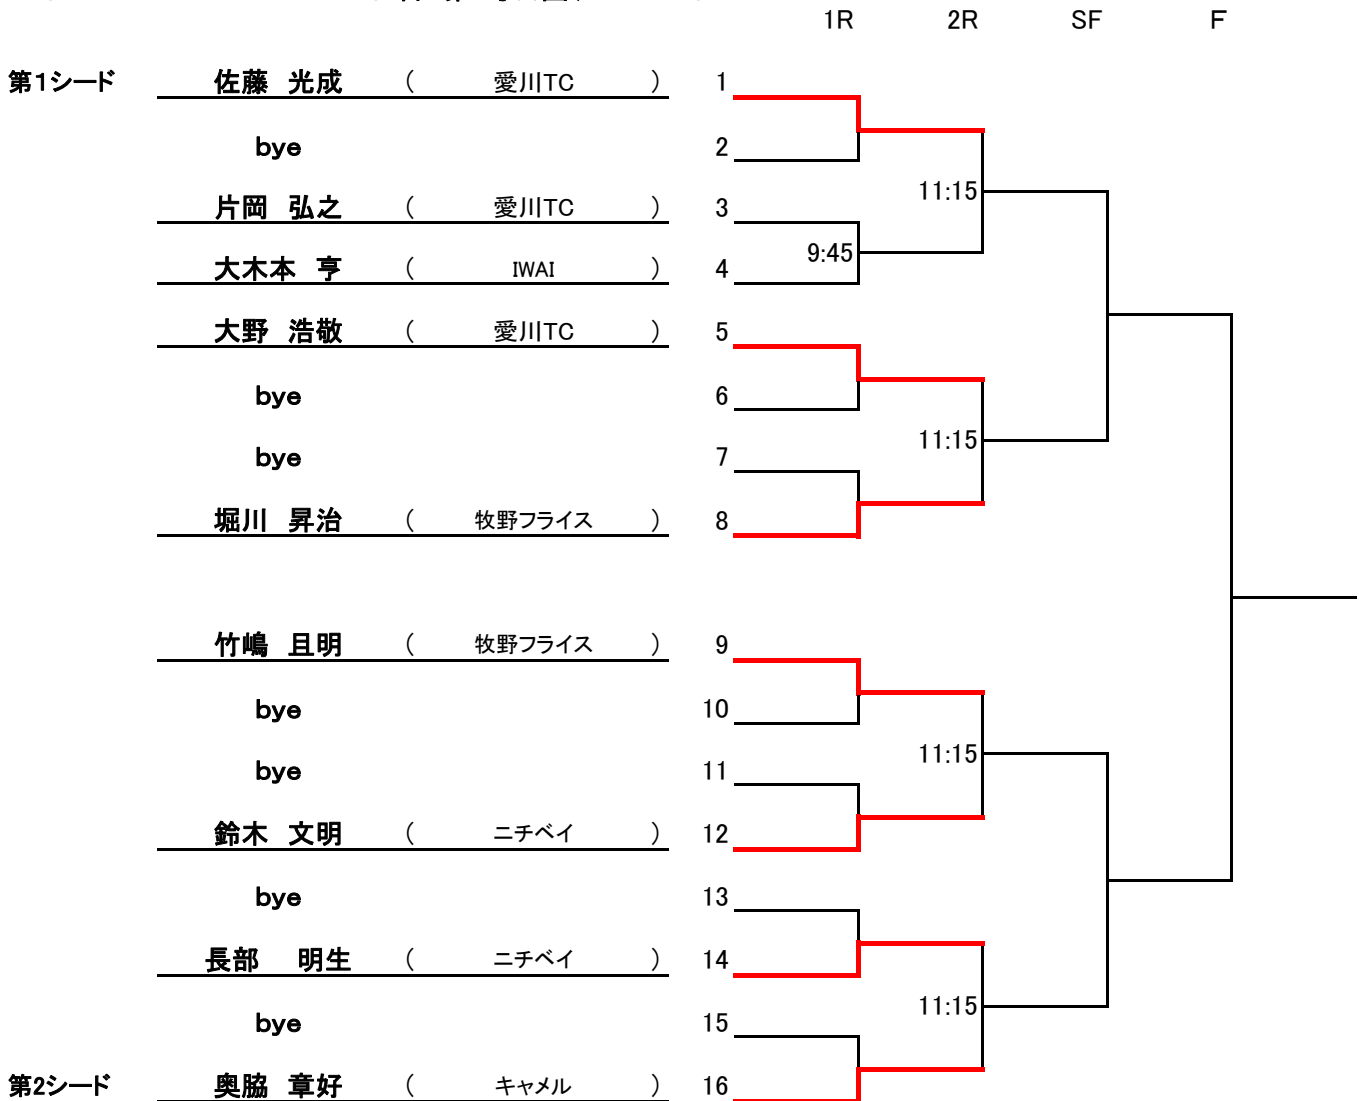 1R 2R SF F
第1シード 佐藤 光成 ( 愛川TC ) 1
bye 2
11:15
片岡 弘之 ( 愛川TC ) 3
9:45
大木本 亨 ( IWAI ) 4
大野 浩敬 ( 愛川TC ) 5
bye 6
11:15
bye 7
堀川 昇治 ( 牧野フライス ) 8
竹嶋 且明 ( 牧野フライス ) 9
bye 10
11:15
bye 11
鈴木 文明 ( ニチベイ ) 12
bye 13
長部 明生 ( ニチベイ ) 14
11:15
bye 15
第2シード 奥脇 章好 ( キャメル ) 16